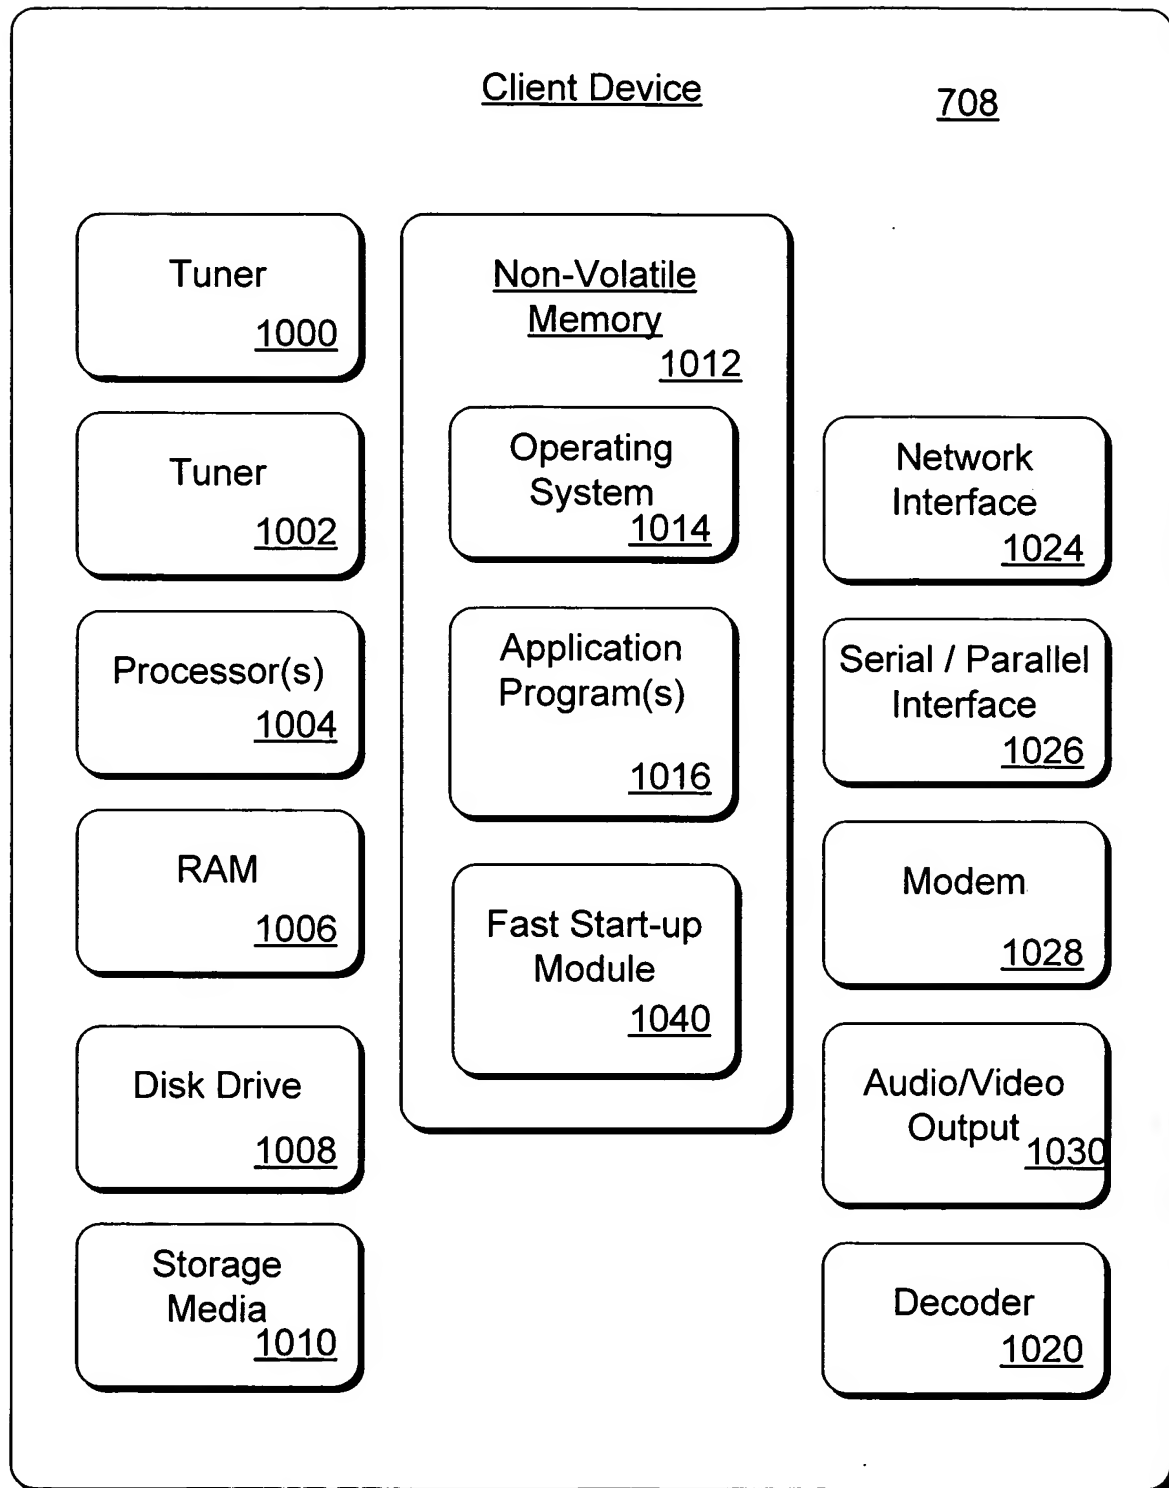 Client Device
708
Tuner
1000
Tuner
1002
Processor(s)
1004
RAM
1006
Disk Drive
1008
Storage
Media
1010
Non-Volatile
Memory
1012
Operating
System
1014
Application
Program(s)
1016
Fast Start-up
Module
1040
Network
Interface
1024
Serial / Parallel
Interface
1026
Modem
1028
Audio/Video
Output
1030
Decoder
1020